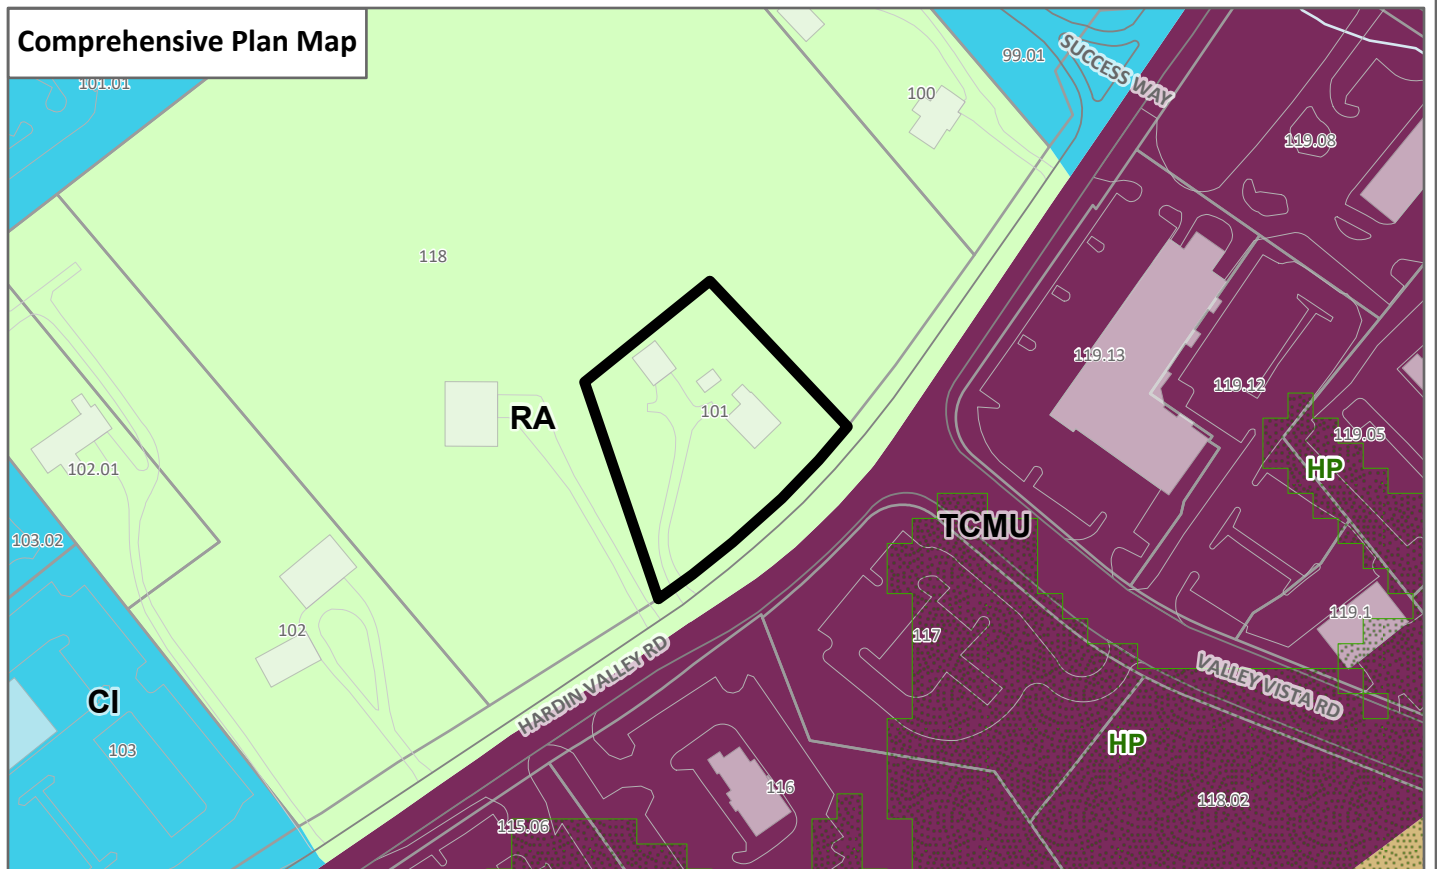 Comprehensive Plan Map
101.01
99.01
SUCCESS WAY
100
119.08
118
119.13
119.12
101
RA
119.05
HP
102.01
TCMU
103.02
119.1
102
117
HARDIN VALLEY RD
VALLEY VISTA RD
CI
103
HP
116
118.02
115.06